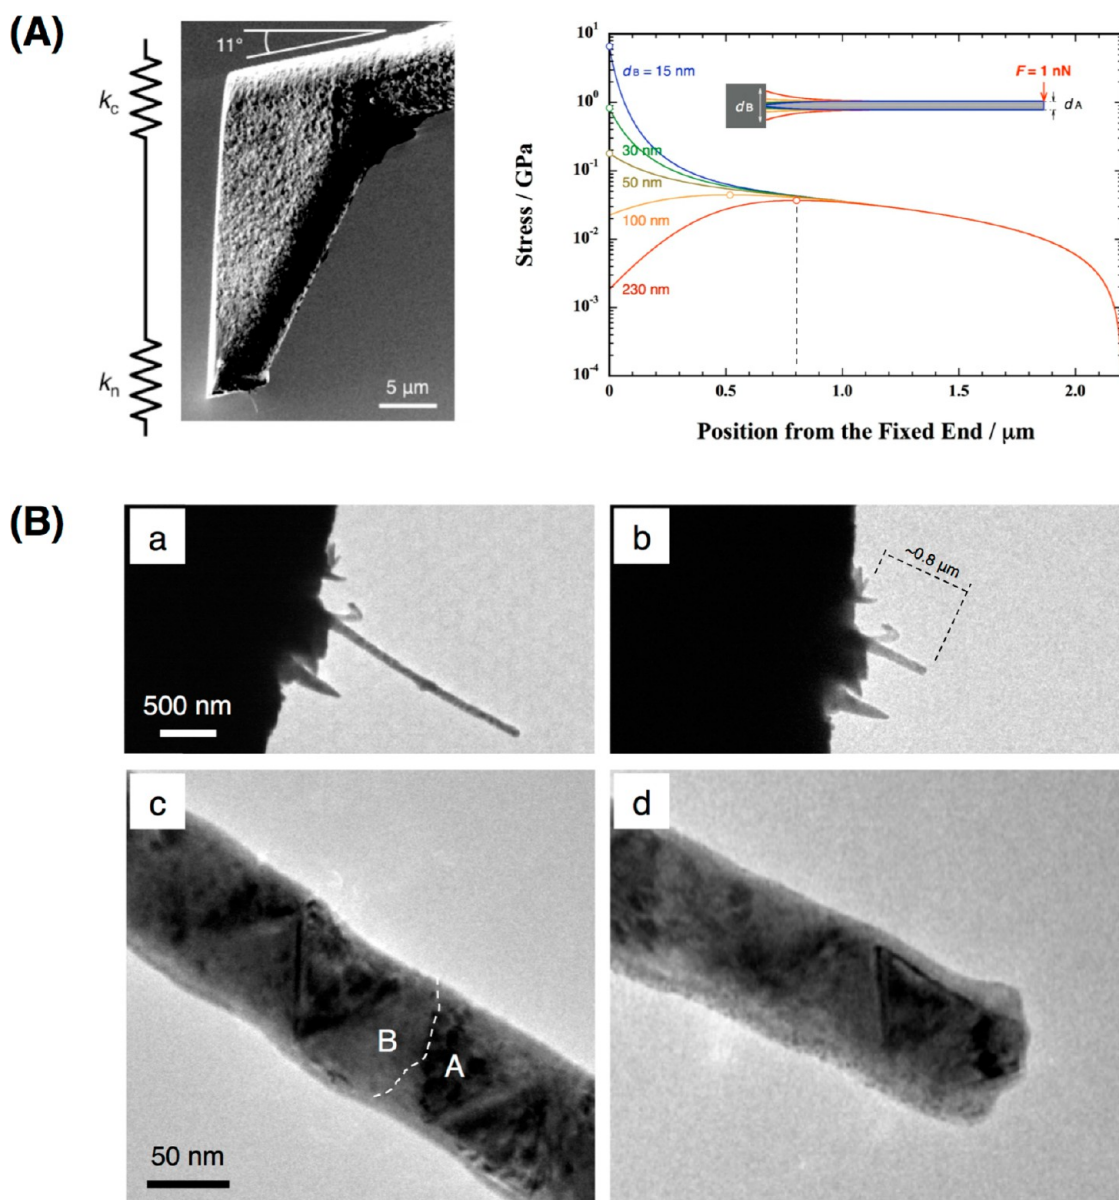 (A)
11°
kc
kn
5 μm
Stress / GPa
10¹
10⁰
10⁻¹
10⁻²
10⁻³
10⁻⁴
dB = 15 nm
30 nm
50 nm
100 nm
230 nm
F = 1 nN
dB
dA
0
0.5
1.0
1.5
2.0
Position from the Fixed End / μm
(B)
a
500 nm
b
~0.8 μm
c
B
A
50 nm
d